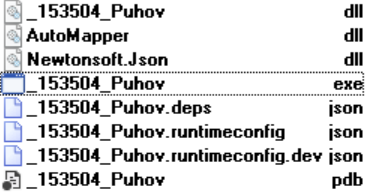 _153504_Puhov dll
AutoMapper dll
Newtonsoft.Json dll
_153504_Puhov exe
_153504_Puhov.deps json
_153504_Puhov.runtimeconfig json
_153504_Puhov.runtimeconfig.dev json
_153504_Puhov pdb